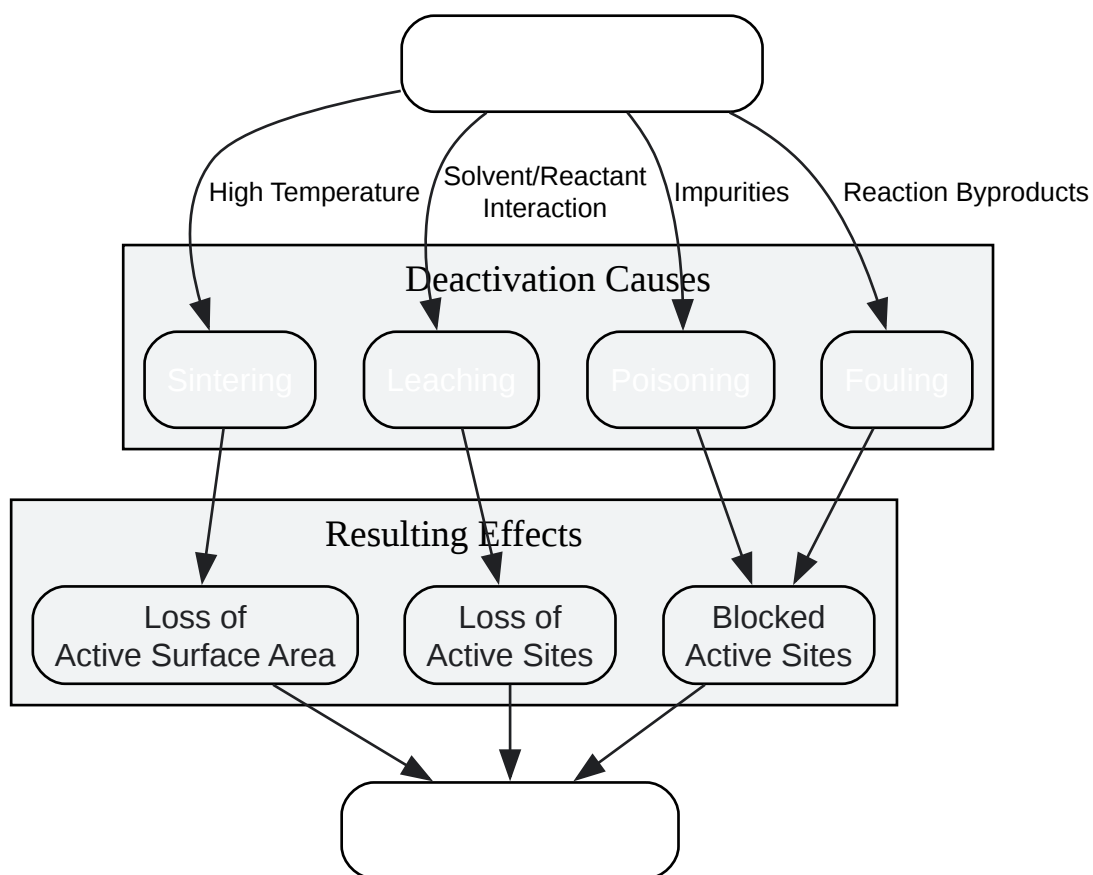 High Temperature
Solvent/Reactant
Interaction
Impurities
Reaction Byproducts
Deactivation Causes
Sintering
Leaching
Poisoning
Fouling
Resulting Effects
Loss of
Active Surface Area
Loss of
Active Sites
Blocked
Active Sites